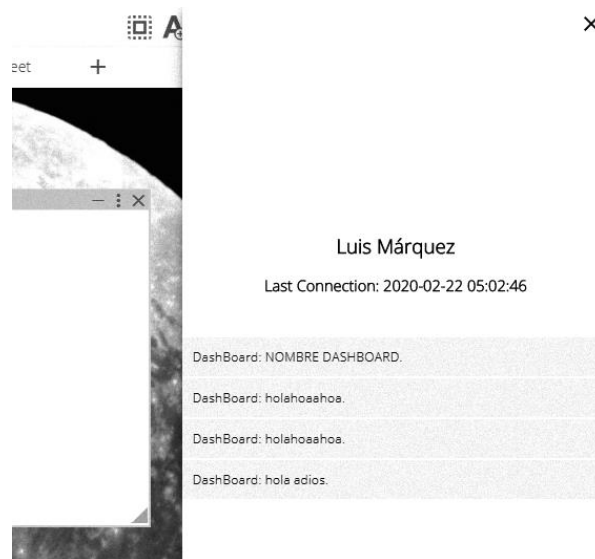 eet
Luis Márquez
Last Connection: 2020-02-22 05:02:46
DashBoard: NOMBRE DASHBOARD.
DashBoard: holahoaahoa.
DashBoard: holahoaahoa.
DashBoard: hola adios.